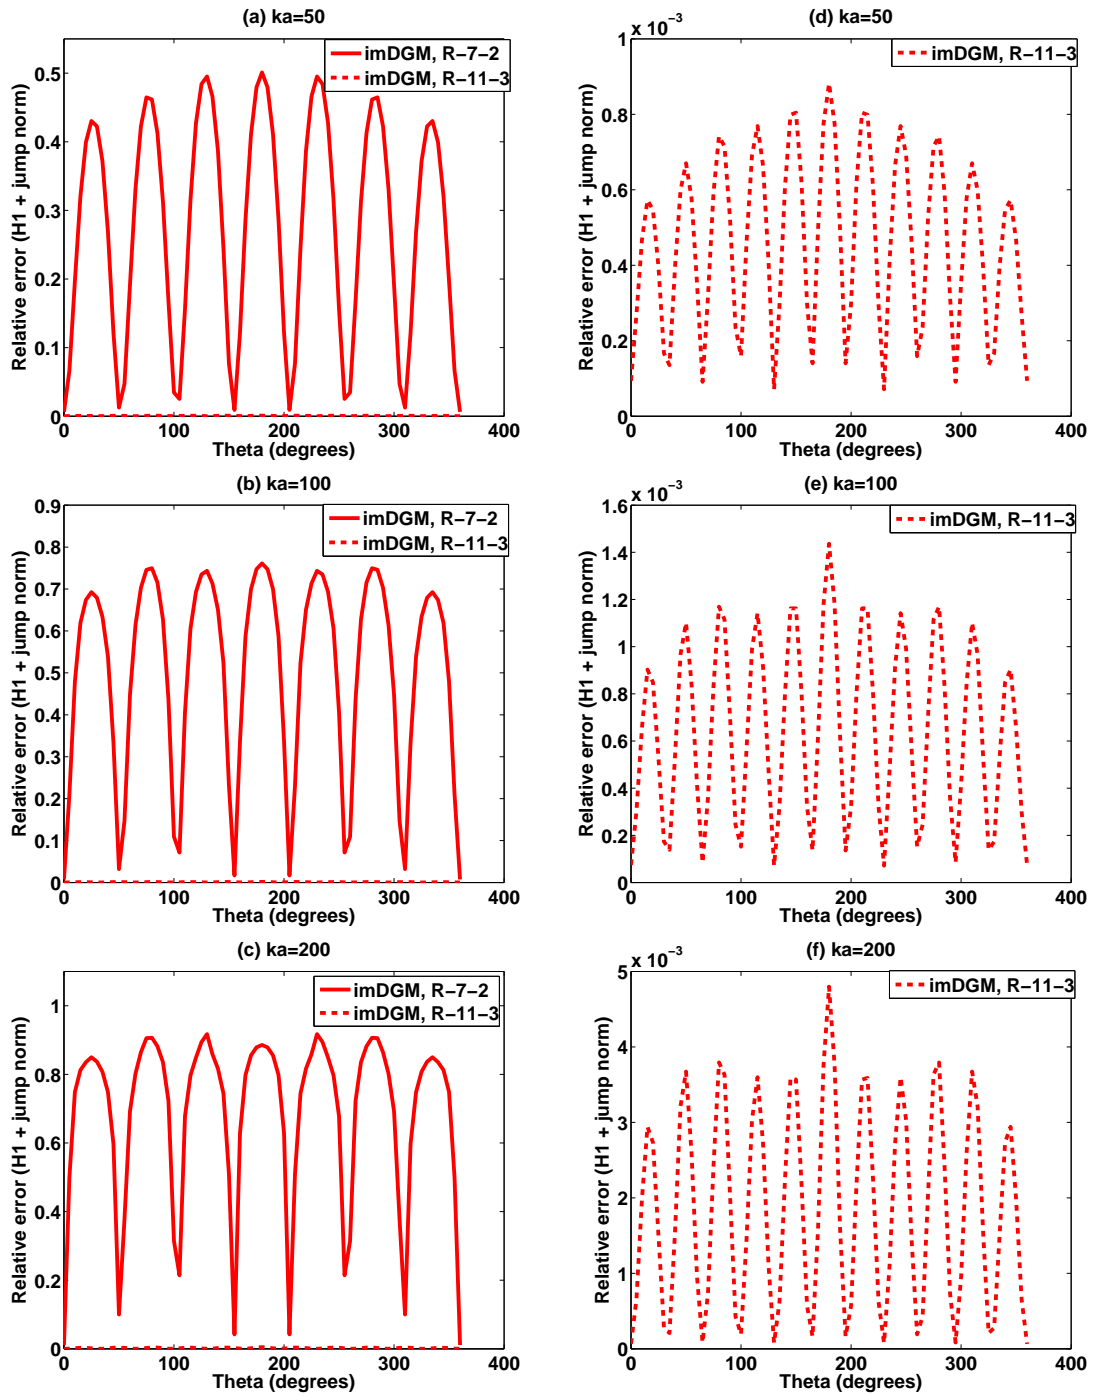 (a) ka=50
Relative error (H1 + jump norm)
0.5
0.4
0.3
0.2
0.1
0
0
100
200
300
400
Theta (degrees)
imDGM, R−7−2
imDGM, R−11−3
(d) ka=50
x 10−3
Relative error (H1 + jump norm)
1
0.8
0.6
0.4
0.2
0
0
100
200
300
400
Theta (degrees)
imDGM, R−11−3
(b) ka=100
Relative error (H1 + jump norm)
0.9
0.8
0.7
0.6
0.5
0.4
0.3
0.2
0.1
0
0
100
200
300
400
Theta (degrees)
imDGM, R−7−2
imDGM, R−11−3
(e) ka=100
x 10−3
Relative error (H1 + jump norm)
1.6
1.4
1.2
1
0.8
0.6
0.4
0.2
0
0
100
200
300
400
Theta (degrees)
imDGM, R−11−3
(c) ka=200
Relative error (H1 + jump norm)
1
0.8
0.6
0.4
0.2
0
0
100
200
300
400
Theta (degrees)
imDGM, R−7−2
imDGM, R−11−3
(f) ka=200
x 10−3
Relative error (H1 + jump norm)
5
4
3
2
1
0
0
100
200
300
400
Theta (degrees)
imDGM, R−11−3